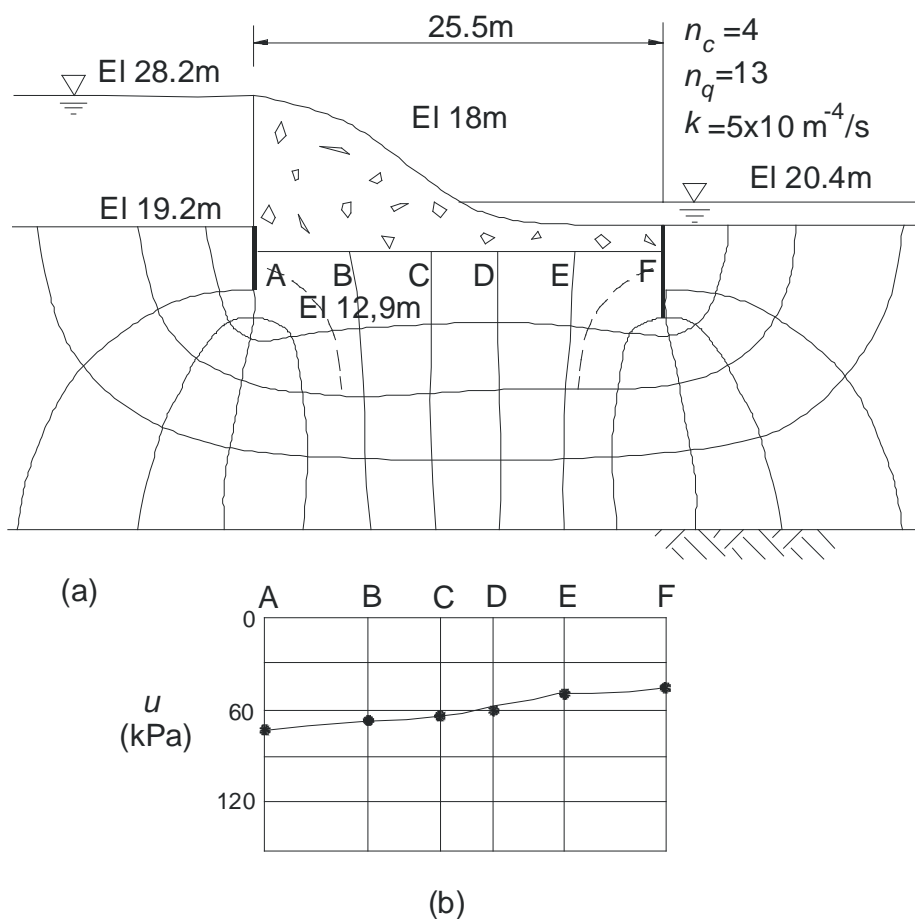 25.5m
n_c =4
n_q =13
k =5x10 m^-4/s
El 28.2m
El 18m
El 20.4m
El 19.2m
A B C D E F
El 12,9m
(a)
A B C D E F
0
60
120
u
(kPa)
(b)